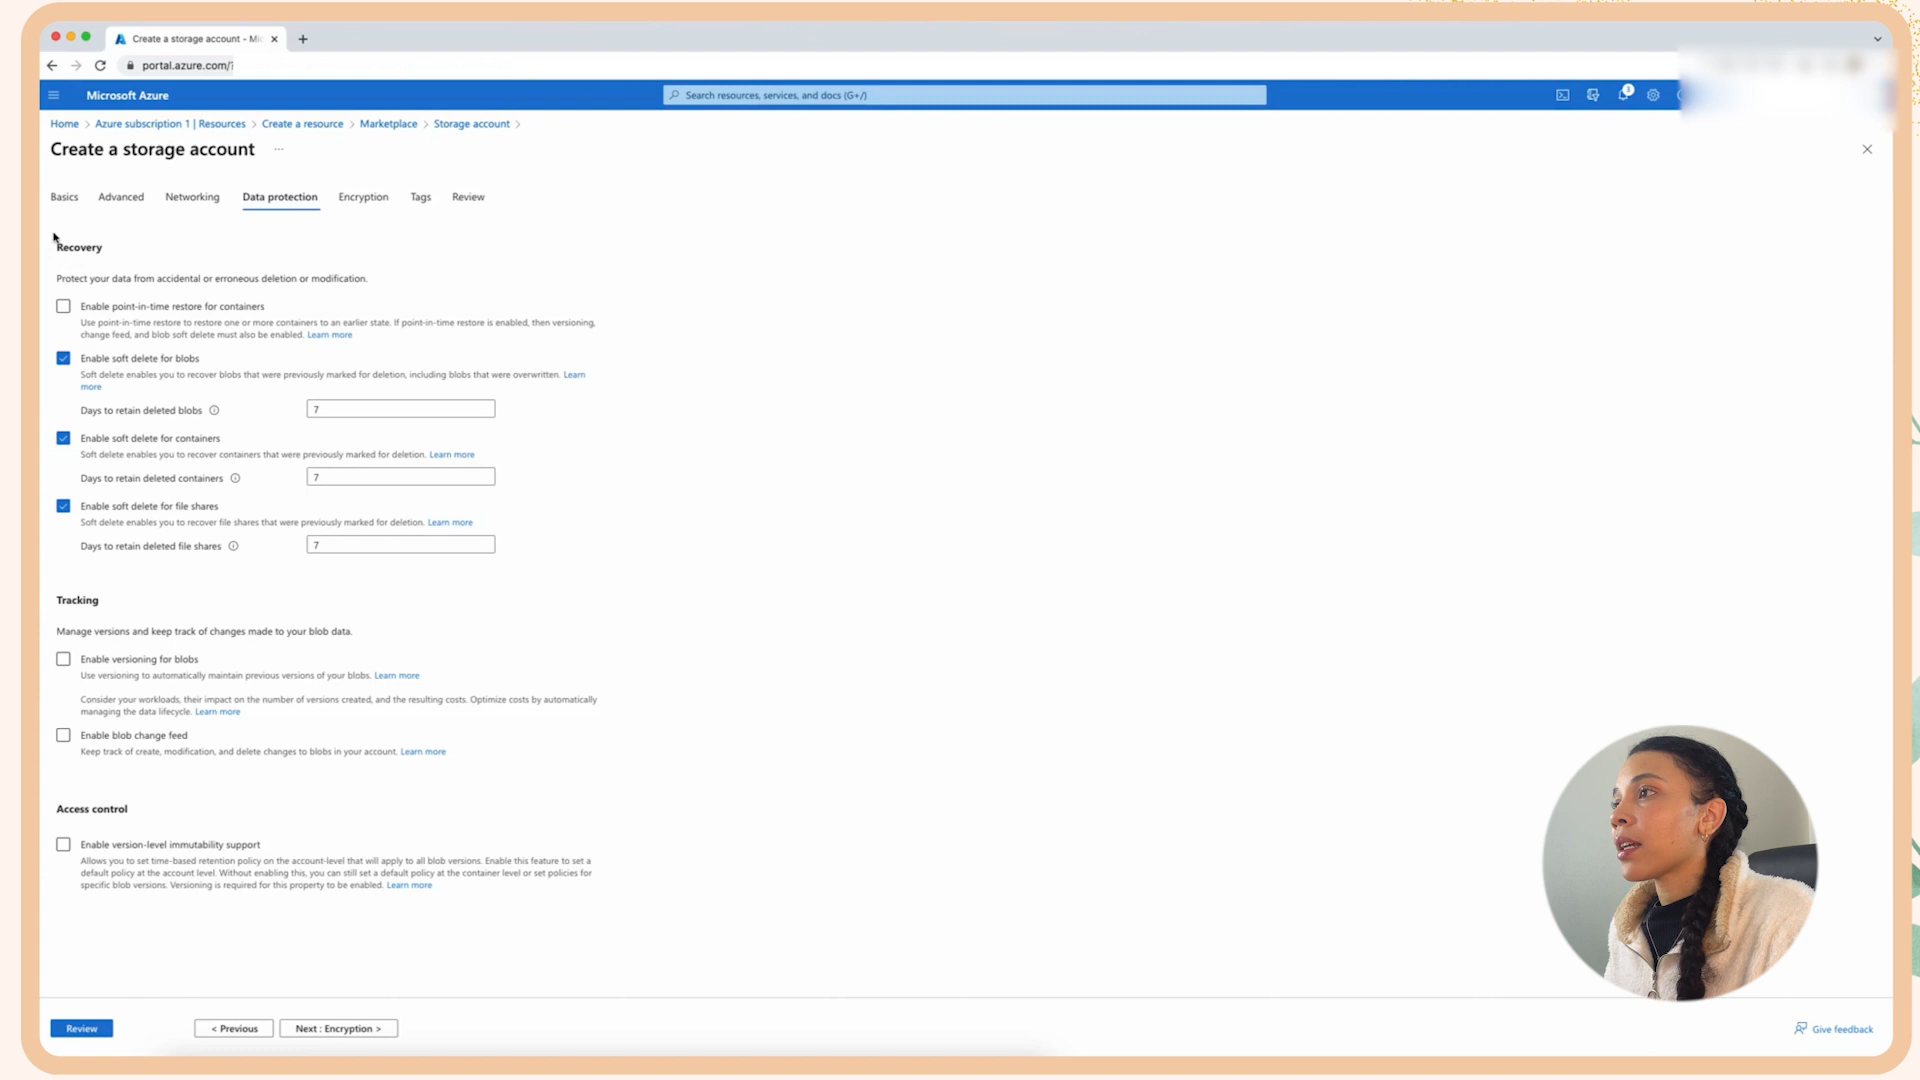 Create a storage account - Mic
portal.azure.com/?
Microsoft Azure
Search resources, services, and docs (G+/)
1
Home > Azure subscription 1 | Resources > Create a resource > Marketplace > Storage account >
Create a storage account ...
Basics
Advanced
Networking
Data protection
Encryption
Tags
Review
Recovery
Protect your data from accidental or erroneous deletion or modification.
Enable point-in-time restore for containers
Use point-in-time restore to restore one or more containers to an earlier state. If point-in-time restore is enabled, then versioning,
change feed, and blob soft delete must also be enabled. Learn more
Enable soft delete for blobs
Soft delete enables you to recover blobs that were previously marked for deletion, including blobs that were overwritten. Learn
more
Days to retain deleted blobs
7
Enable soft delete for containers
Soft delete enables you to recover containers that were previously marked for deletion. Learn more
Days to retain deleted containers
7
Enable soft delete for file shares
Soft delete enables you to recover file shares that were previously marked for deletion. Learn more
Days to retain deleted file shares
7
Tracking
Manage versions and keep track of changes made to your blob data.
Enable versioning for blobs
Use versioning to automatically maintain previous versions of your blobs. Learn more
Consider your workloads, their impact on the number of versions created, and the resulting costs. Optimize costs by automatically
managing the data lifecycle. Learn more
Enable blob change feed
Keep track of create, modification, and delete changes to blobs in your account. Learn more
Access control
Enable version-level immutability support
Allows you to set time-based retention policy on the account-level that will apply to all blob versions. Enable this feature to set a
default policy at the account level. Without enabling this, you can still set a default policy at the container level or set policies for
specific blob versions. Versioning is required for this property to be enabled. Learn more
Review
< Previous
Next : Encryption >
Give feedback